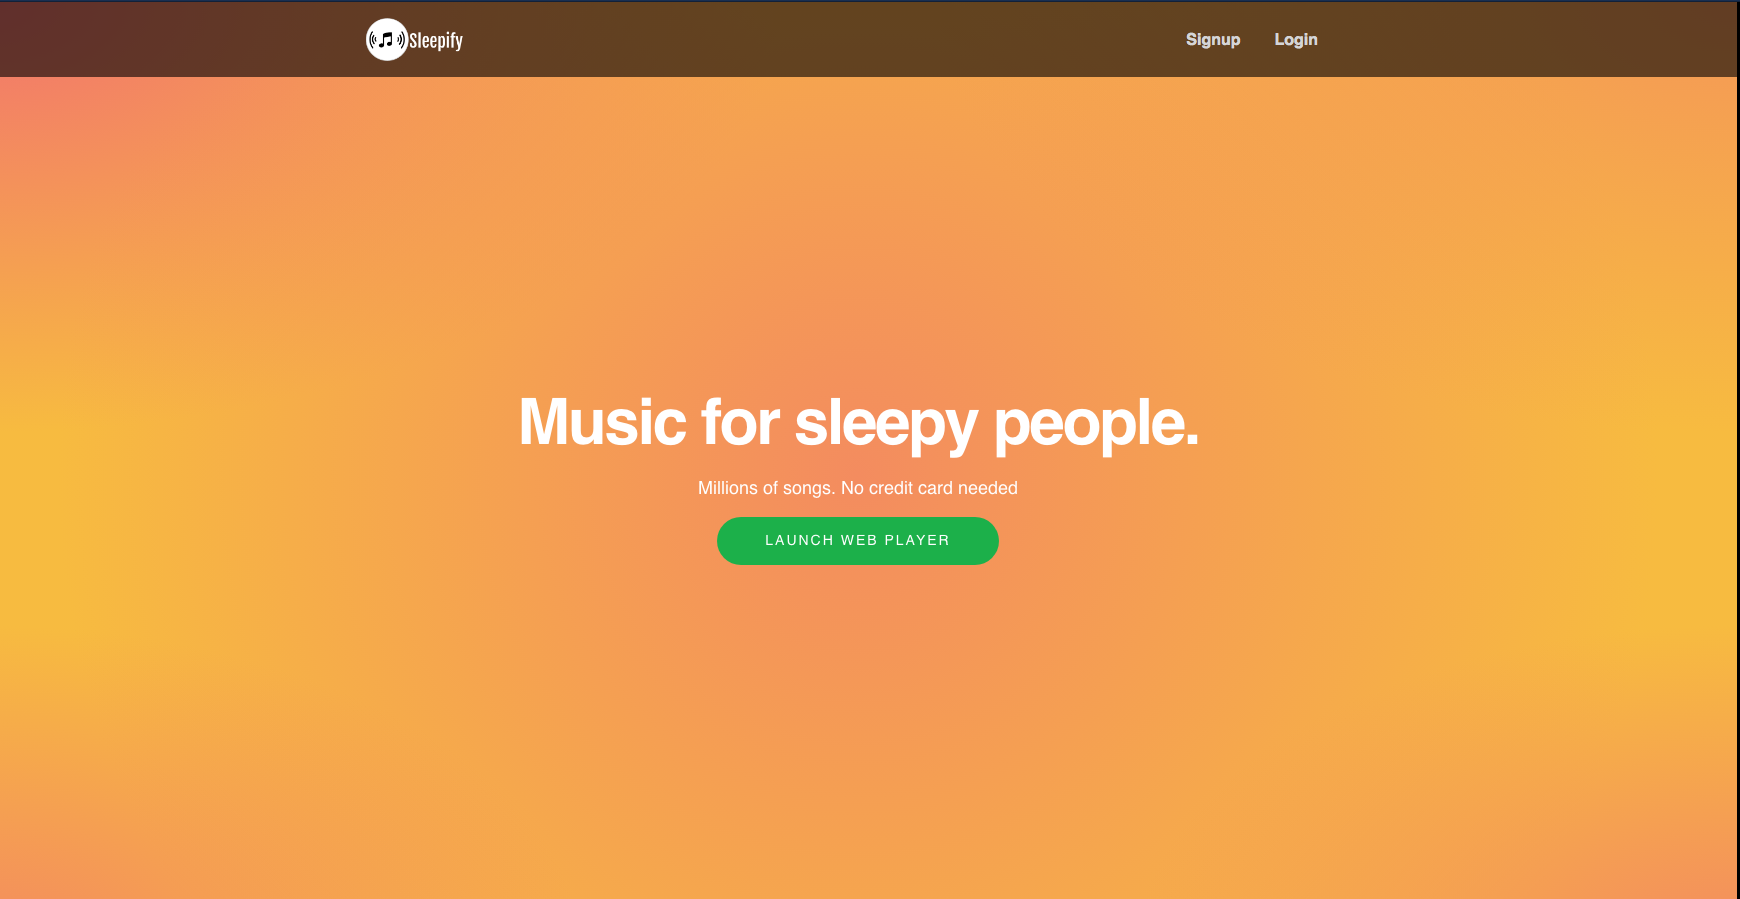 Sleepify
Signup
Login
Music for sleepy people.
Millions of songs. No credit card needed
LAUNCH WEB PLAYER